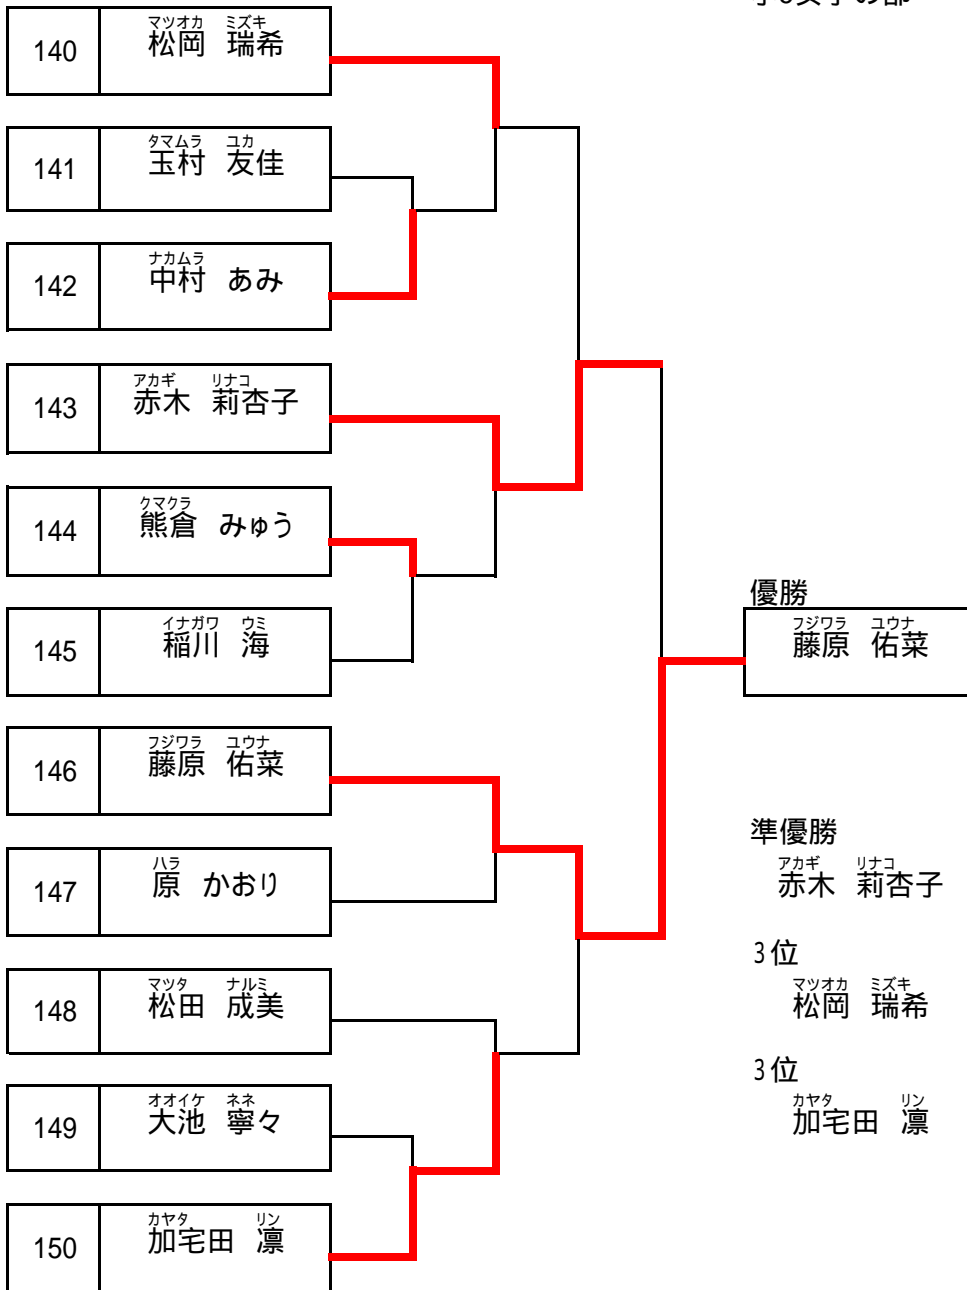 140 松岡 瑞希
マツオカ ミズキ
141 玉村 友佳
タマムラ ユカ
142 中村 あみ
ナカムラ
143 赤木 莉杏子
アカギ リナコ
144 熊倉 みゅう
クマクラ
145 稲川 海
イナガワ ウミ
146 藤原 佑菜
フジワラ ユウナ
147 原 かおり
ハラ
148 松田 成美
マツタ ナルミ
149 大池 寧々
オオイケ ネネ
150 加宅田 凛
カヤタ リン
優勝
フジワラ ユウナ
藤原 佑菜
準優勝
アカギ リナコ
赤木 莉杏子
3位
マツオカ ミズキ
松岡 瑞希
3位
カヤタ リン
加宅田 凛